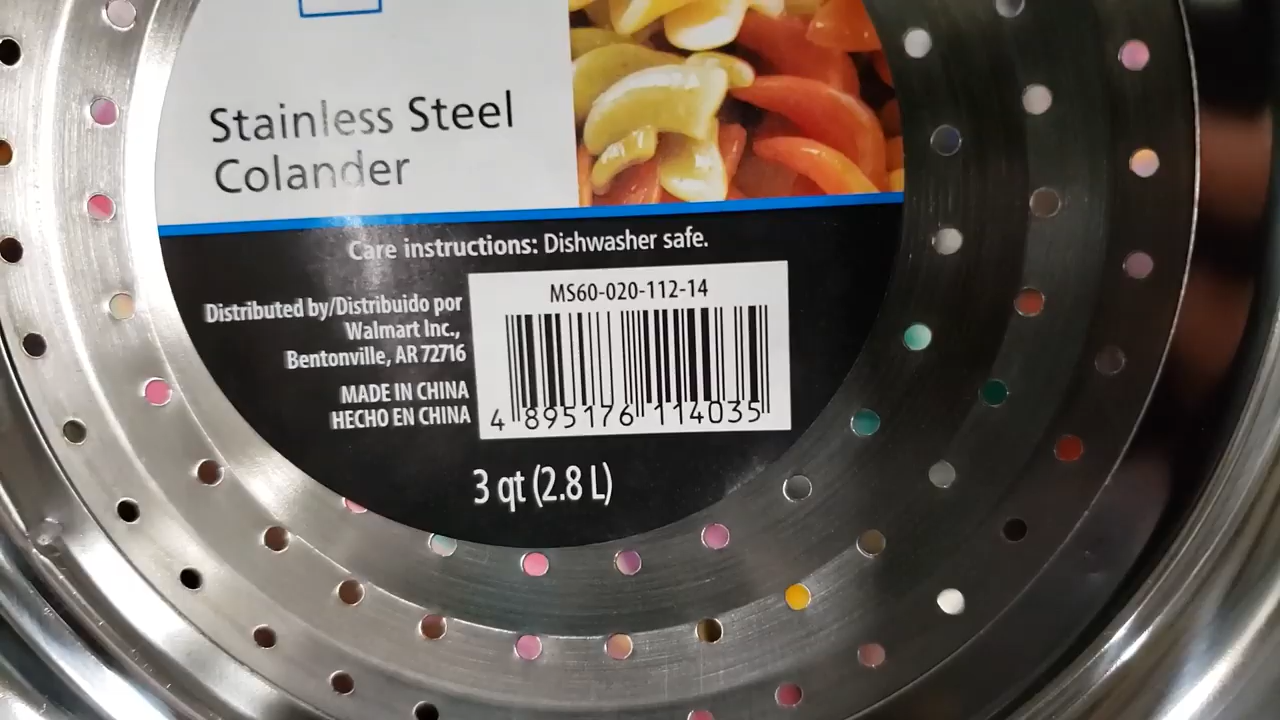 Stainless Steel
Colander
Care instructions: Dishwasher safe.
Distributed by/Distribuido por
Walmart Inc.,
Bentonville, AR 72716
MADE IN CHINA
HECHO EN CHINA
MS60-020-112-14
4 895176 114035
3 qt (2.8 L)